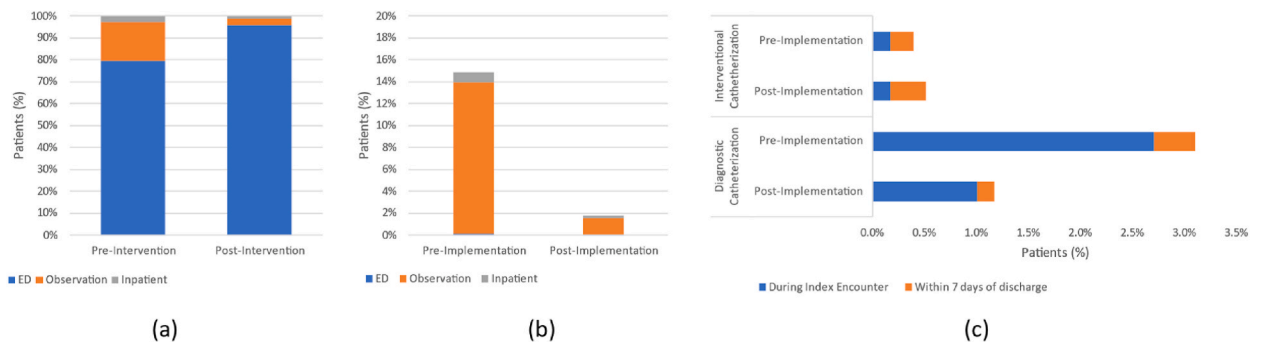 100%
90%
80%
70%
60%
50%
40%
30%
20%
10%
0%
Patients (%)
Pre-Intervention
Post-Intervention
ED
Observation
Inpatient
(a)
20%
18%
16%
14%
12%
10%
8%
6%
4%
2%
0%
Patients (%)
Pre-Implementation
Post-Implementation
ED
Observation
Inpatient
(b)
Interventional
Cathetherization
Pre-Implementation
Post-Implementation
Diagnostic
Catheterization
Pre-Implementation
Post-Implementation
0.0%
0.5%
1.0%
1.5%
2.0%
2.5%
3.0%
3.5%
Patients (%)
During Index Encounter
Within 7 days of discharge
(c)